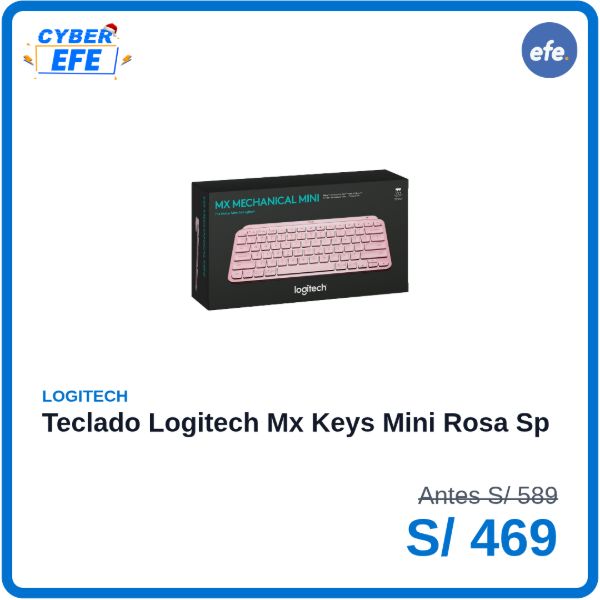 CYBER
EFE
efe.
MX MECHANICAL MINI
logitech
LOGITECH
Teclado Logitech Mx Keys Mini Rosa Sp
Antes S/ 589
S/ 469